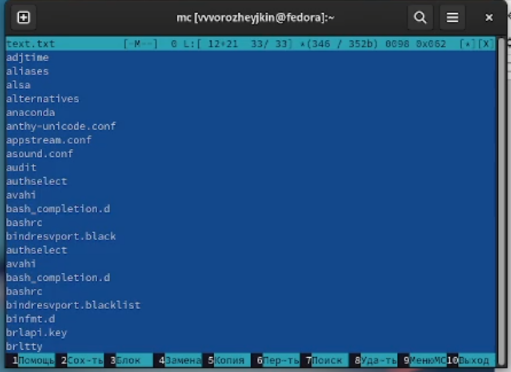 mc [vvvorozheyjkin@fedora]:~
text.txt [-M--] 0 L:[ 12+21 33/ 33] *(346 / 352b) 0098 0x062 [*][X]
adjtime
aliases
alsa
alternatives
anaconda
anthy-unicode.conf
appstream.conf
asound.conf
audit
authselect
avahi
bash_completion.d
bashrc
bindresvport.black
authselect
avahi
bash_completion.d
bashrc
bindresvport.blacklist
binfmt.d
brlapi.key
brltty
1Помощь 2Сох~ть 3Блок 4Замена 5Копия 6Пер~ть 7Поиск 8Уда~ть 9МенюMC 10Выход